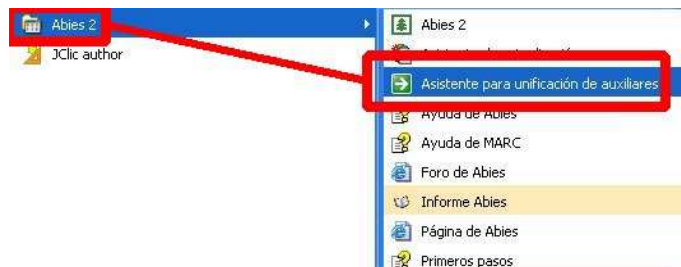 Abies 2
JClic author
Abies 2
Asistente para unificación de auxiliares
Ayuda de Abies
Ayuda de MARC
Foro de Abies
Informe Abies
Página de Abies
Primeros pasos